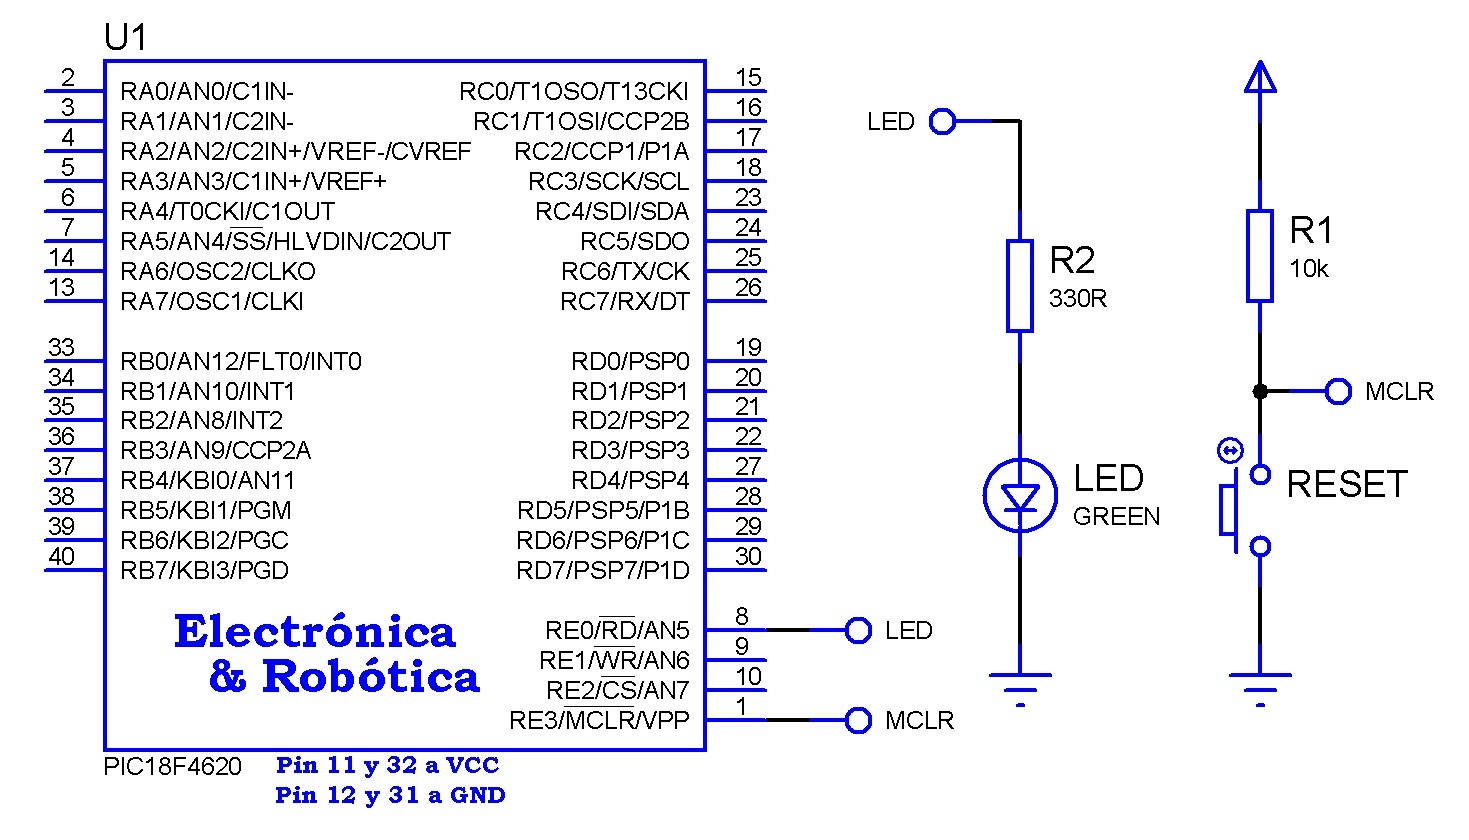 U1
2 RA0/AN0/C1IN- RC0/T1OSO/T13CKI 15
3 RA1/AN1/C2IN- RC1/T1OSI/CCP2B 16
4 RA2/AN2/C2IN+/VREF-/CVREF RC2/CCP1/P1A 17
5 RA3/AN3/C1IN+/VREF+ RC3/SCK/SCL 18
6 RA4/T0CKI/C1OUT RC4/SDI/SDA 23
7 RA5/AN4/SS/HLVDIN/C2OUT RC5/SDO 24
14 RA6/OSC2/CLKO RC6/TX/CK 25
13 RA7/OSC1/CLKI RC7/RX/DT 26
33 RB0/AN12/FLT0/INT0 RD0/PSP0 19
34 RB1/AN10/INT1 RD1/PSP1 20
35 RB2/AN8/INT2 RD2/PSP2 21
36 RB3/AN9/CCP2A RD3/PSP3 22
37 RB4/KBI0/AN11 RD4/PSP4 27
38 RB5/KBI1/PGM RD5/PSP5/P1B 28
39 RB6/KBI2/PGC RD6/PSP6/P1C 29
40 RB7/KBI3/PGD RD7/PSP7/P1D 30
RE0/RD/AN5 8 LED
RE1/WR/AN6 9
RE2/CS/AN7 10
RE3/MCLR/VPP 1 MCLR
Electrónica
& Robótica
PIC18F4620
Pin 11 y 32 a VCC
Pin 12 y 31 a GND
LED
R2
330R
LED
GREEN
R1
10k
MCLR
RESET